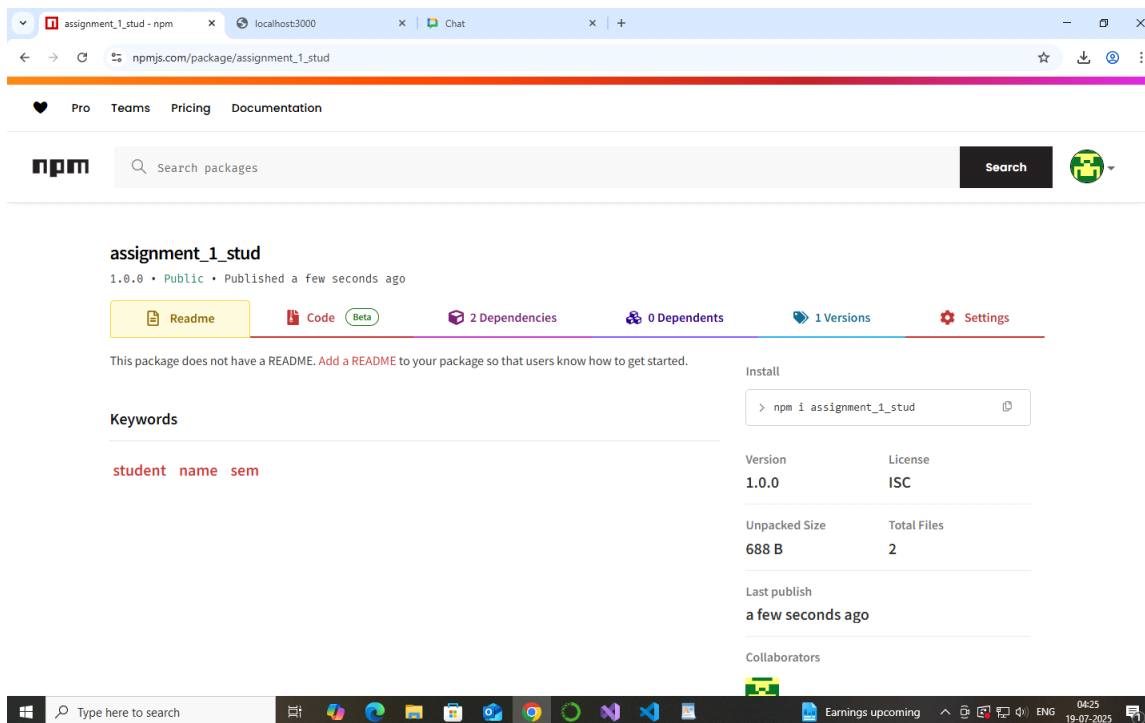 assignment_1_stud - npm
localhost:3000
Chat
npmjs.com/package/assignment_1_stud
Pro Teams Pricing Documentation
npm Search packages Search
assignment_1_stud
1.0.0 • Public • Published a few seconds ago
Readme Code Beta 2 Dependencies 0 Dependents 1 Versions Settings
This package does not have a README. Add a README to your package so that users know how to get started.
Keywords
student name sem
Install
> npm i assignment_1_stud
Version License
1.0.0 ISC
Unpacked Size Total Files
688 B 2
Last publish
a few seconds ago
Collaborators
Type here to search
Earnings upcoming
ENG
04:25
19-07-2025